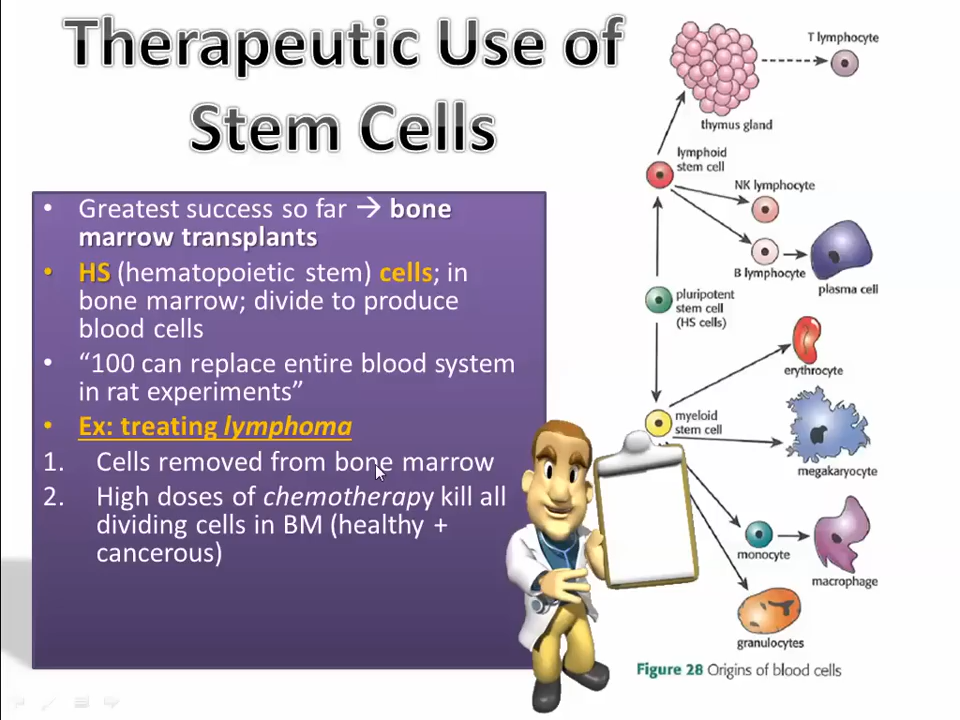 Therapeutic Use of
Stem Cells
• Greatest success so far → bone
marrow transplants
• HS (hematopoietic stem) cells; in
bone marrow; divide to produce
blood cells
• “100 can replace entire blood system
in rat experiments”
• Ex: treating lymphoma
1. Cells removed from bone marrow
2. High doses of chemotherapy kill all
dividing cells in BM (healthy +
cancerous)
T lymphocyte
thymus gland
lymphoid
stem cell
NK lymphocyte
B lymphocyte
plasma cell
pluripotent
stem cell
(HS cells)
erythrocyte
myeloid
stem cell
megakaryocyte
monocyte
macrophage
granulocytes
Figure 28 Origins of blood cells